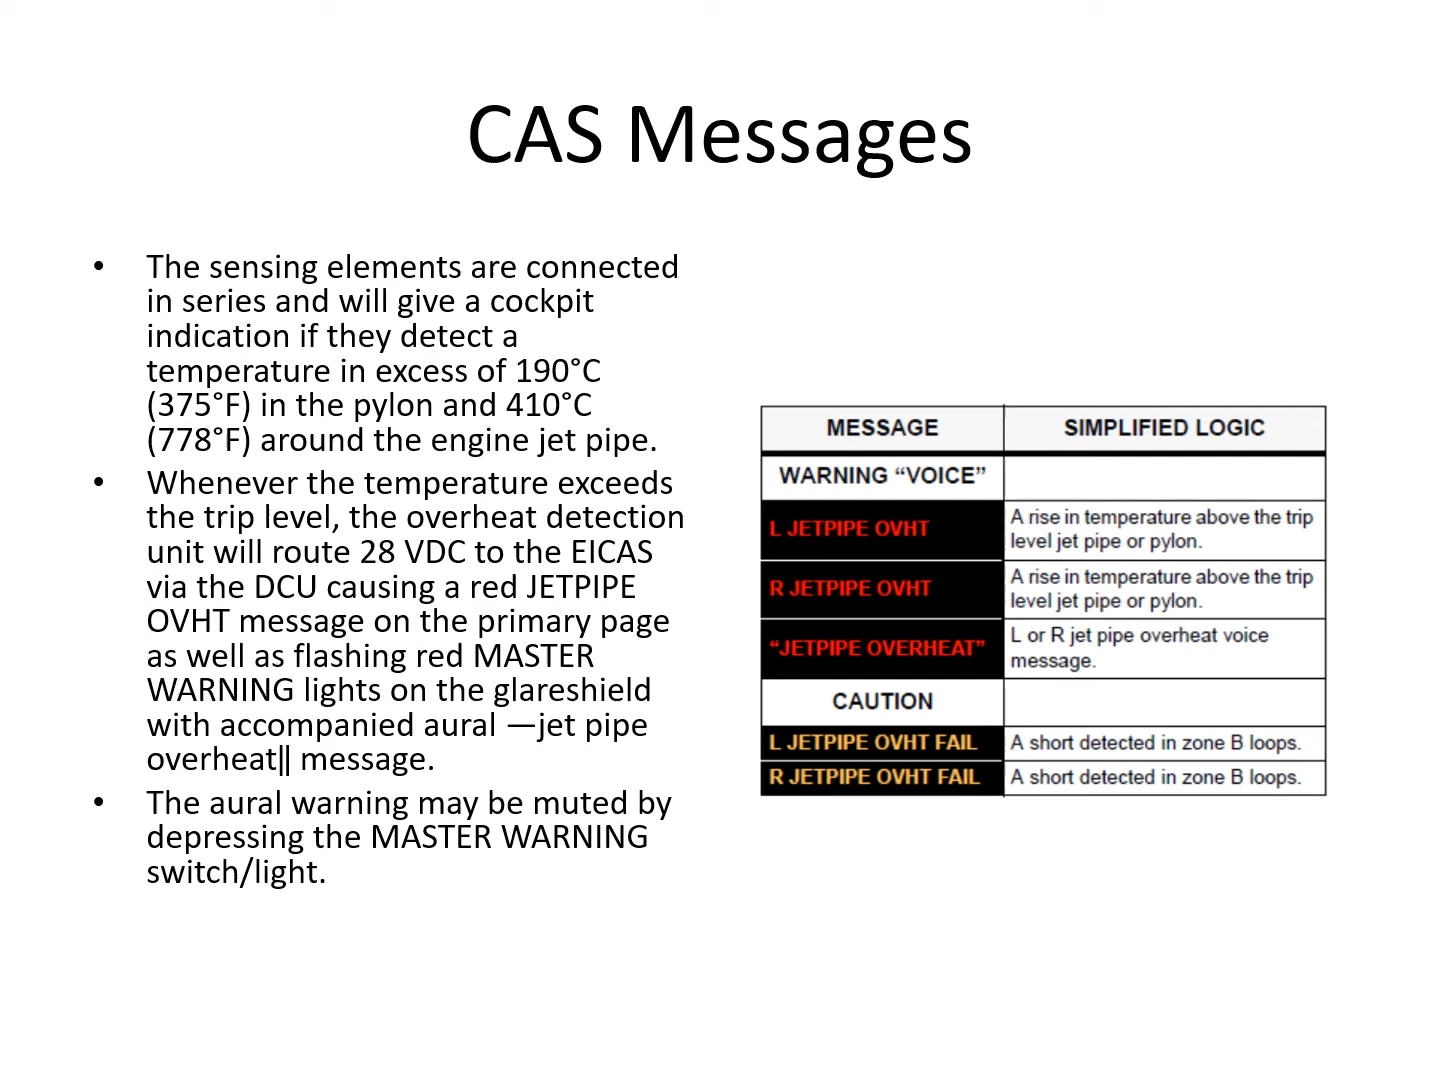 CAS Messages
• The sensing elements are connected
in series and will give a cockpit
indication if they detect a
temperature in excess of 190°C
(375°F) in the pylon and 410°C
(778°F) around the engine jet pipe.
• Whenever the temperature exceeds
the trip level, the overheat detection
unit will route 28 VDC to the EICAS
via the DCU causing a red JETPIPE
OVHT message on the primary page
as well as flashing red MASTER
WARNING lights on the glareshield
with accompanied aural ―jet pipe
overheat‖ message.
• The aural warning may be muted by
depressing the MASTER WARNING
switch/light.
MESSAGE SIMPLIFIED LOGIC
WARNING “VOICE”
L JETPIPE OVHT A rise in temperature above the trip
level jet pipe or pylon.
R JETPIPE OVHT A rise in temperature above the trip
level jet pipe or pylon.
“JETPIPE OVERHEAT” L or R jet pipe overheat voice
message.
CAUTION
L JETPIPE OVHT FAIL A short detected in zone B loops.
R JETPIPE OVHT FAIL A short detected in zone B loops.